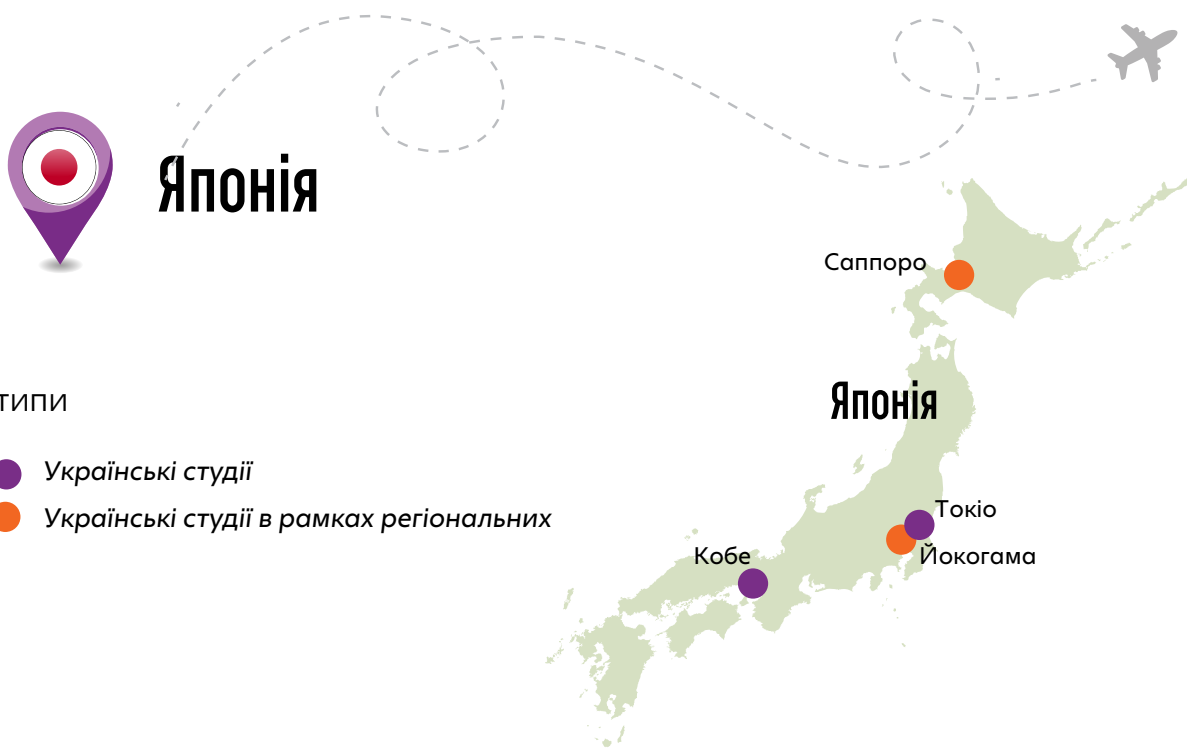 Японія
Саппоро
Японія
типи
Українські студії
Українські студії в рамках регіональних
Токіо
Йокогама
Кобе